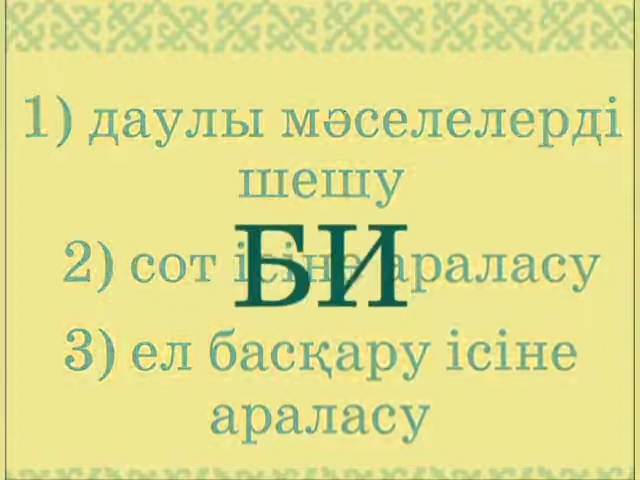 1) даулы мәселелерді
шешу
БИ
2) сот ісіне араласу
3) ел басқару ісіне
араласу